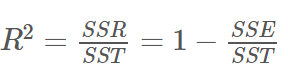 R² = SSR/SST = 1 − SSE/SST